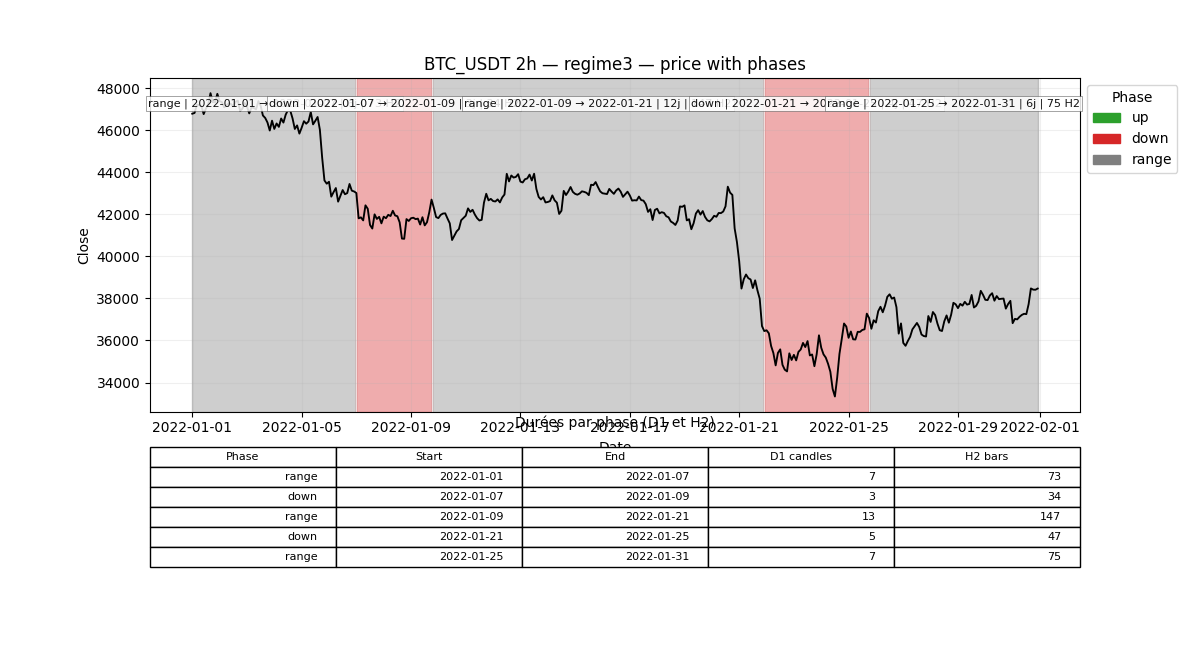 BTC_USDT 2h — regime3 — price with phases
48000
46000
44000
42000
40000
38000
36000
34000
Close
range | 2022-01-01 →
down | 2022-01-07 → 2022-01-09 |
range | 2022-01-09 → 2022-01-21 | 12j |
down | 2022-01-21 → 20
range | 2022-01-25 → 2022-01-31 | 6j | 75 H2
Phase
up
down
range
2022-01-01 2022-01-05 2022-01-09 2022-01-13 2022-01-17 2022-01-21 2022-01-25 2022-01-29 2022-02-01
Date
Durées par phase (D1 et H2)
Phase Start End D1 candles H2 bars
range 2022-01-01 2022-01-07 7 73
down 2022-01-07 2022-01-09 3 34
range 2022-01-09 2022-01-21 13 147
down 2022-01-21 2022-01-25 5 47
range 2022-01-25 2022-01-31 7 75